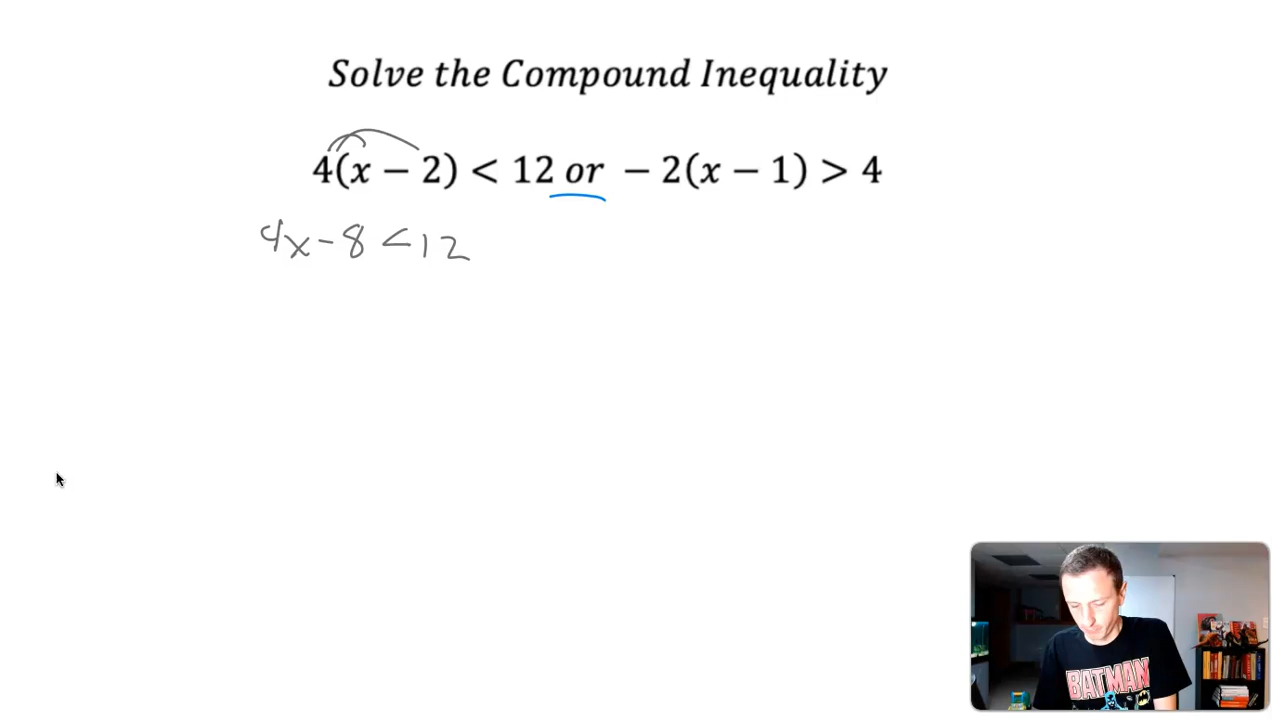 Solve the Compound Inequality
4(x − 2) < 12 or − 2(x − 1) > 4
4x − 8 < 12
BATMAN